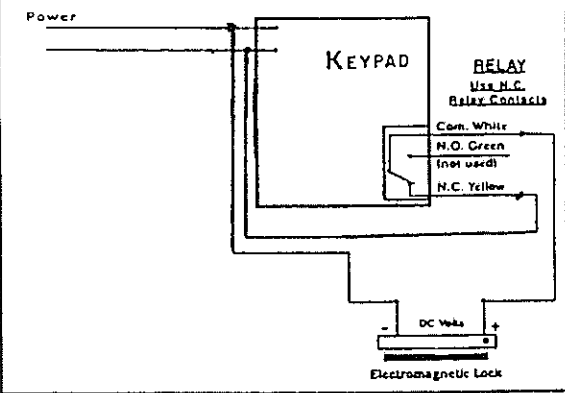 Power
KEYPAD
RELAY
Use N.C.
Relay Contacts
Com. White
N.O. Green
(not used)
N.C. Yellow
- DC Volts +
Electromagnetic Lock